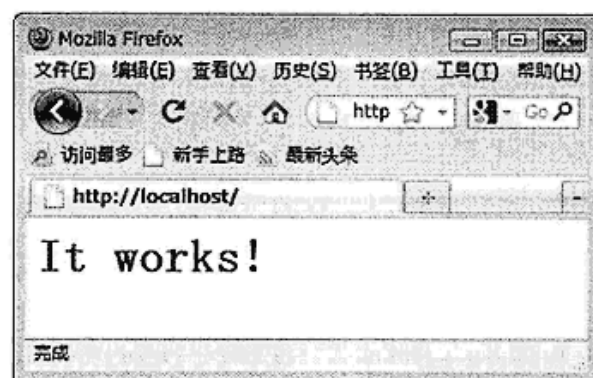 Mozilla Firefox
文件(E) 编辑(E) 查看(V) 历史(S) 书签(B) 工具(T) 帮助(H)
http Go
访问最多 新手上路 最新头条
http://localhost/
It works!
完成